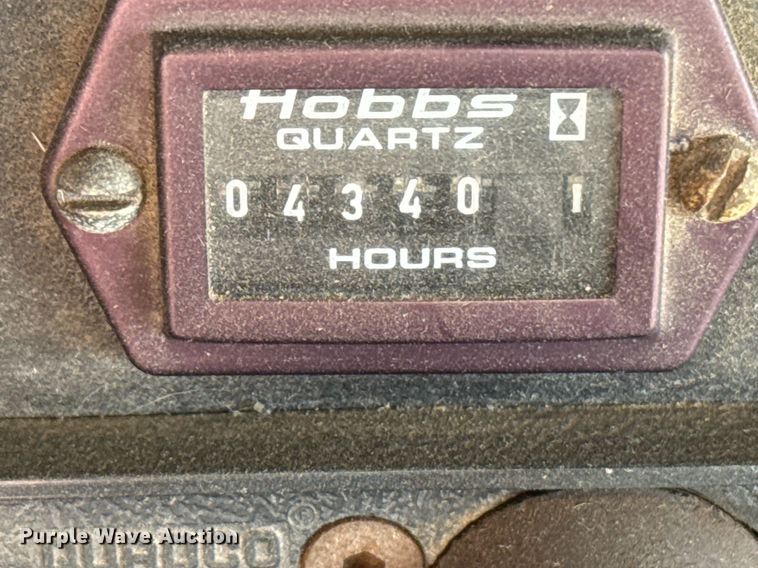 Hobbs
QUARTZ
0 4 3 4 0 1
HOURS
©
Purple Wave Auction